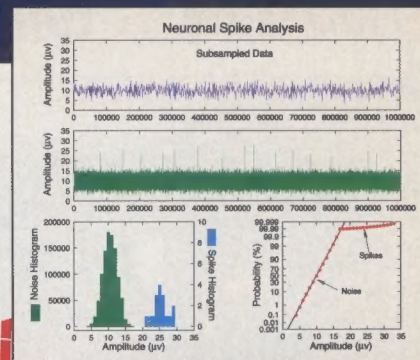 Neuronal Spike Analysis
Subsampled Data
Amplitude (µv)
35
30
25
20
15
10
5
0
0 100000 200000 300000 400000 500000 600000 700000 800000 900000 1000000
Amplitude (µv)
35
30
25
20
15
10
5
0
0 100000 200000 300000 400000 500000 600000 700000 800000 900000 1000000
Noise Histogram
200000
150000
100000
50000
0
0 5 10 15 20 25 30 35
Amplitude (µv)
10
8
6
4
2
0
Spike Histogram
Probability (%)
99.999
99.99
99.9
99
90
70
50
30
10
1
0.1
0.01
0.001
Spikes
Noise
0 5 10 15 20 25 30 35
Amplitude (µv)